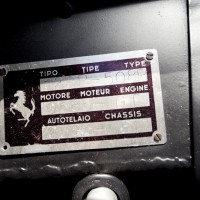 TIPO TIPE TYPE
MOTORE MOTEUR ENGINE
AUTOTELAIO CHASSIS